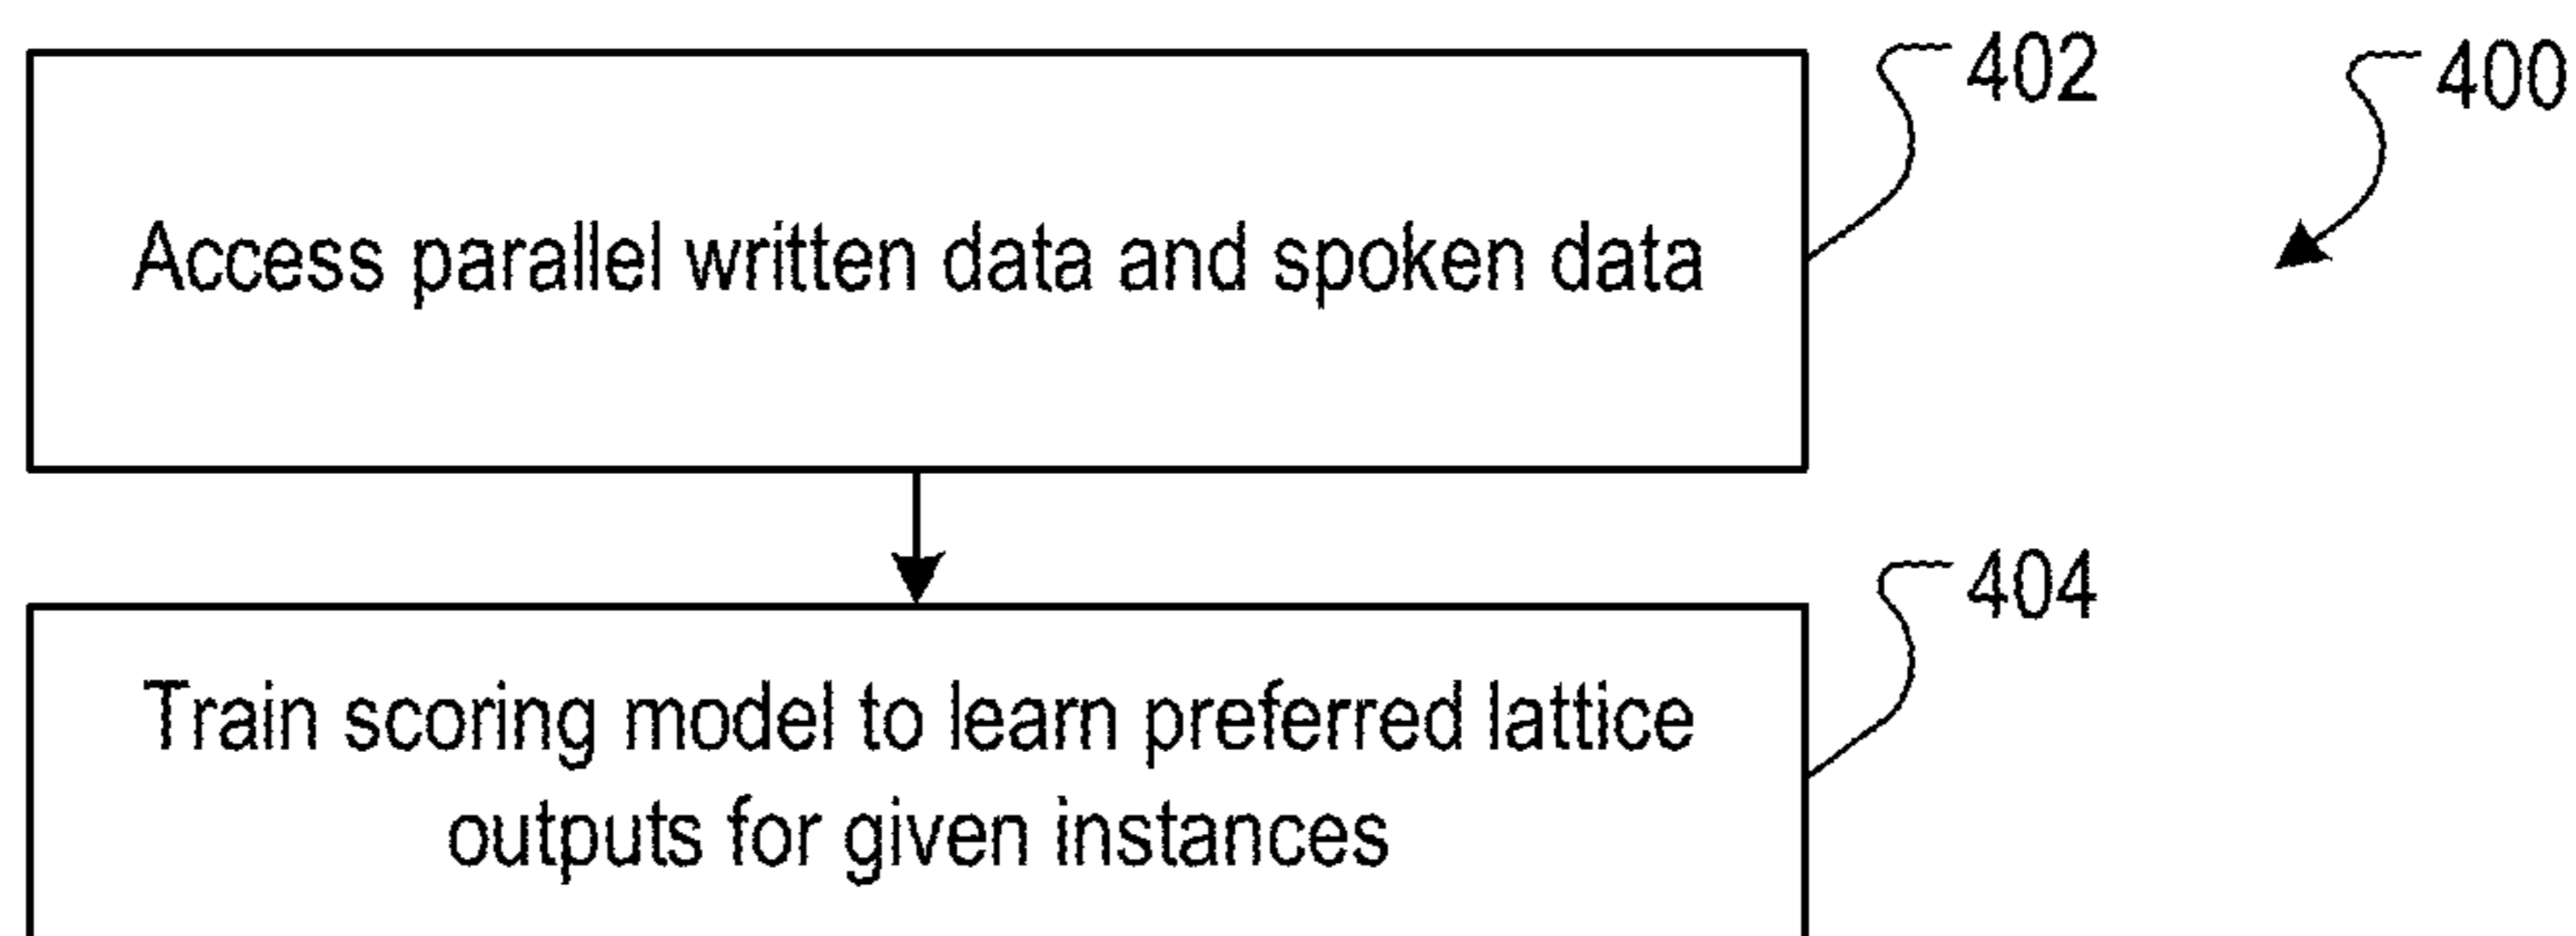 402
400
Access parallel written data and spoken data
404
Train scoring model to learn preferred lattice
outputs for given instances